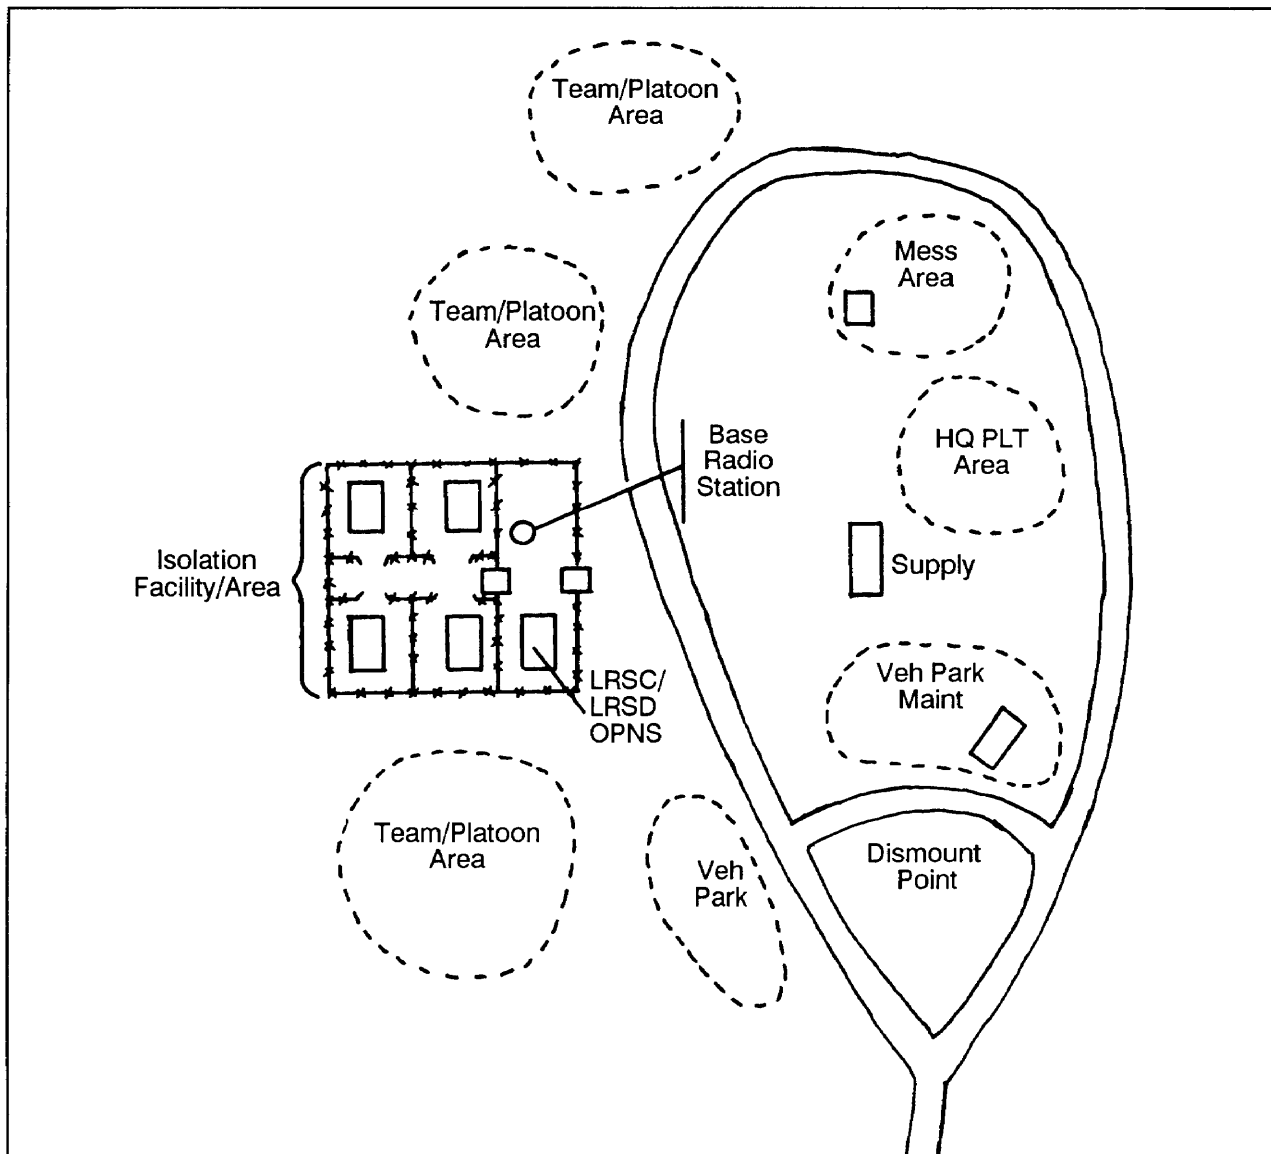 Team/Platoon
Area
Mess
Area
Team/Platoon
Area
Base
Radio
Station
HQ PLT
Area
Isolation
Facility/Area
Supply
LRSC/
LRSD
OPNS
Veh Park
Maint
Team/Platoon
Area
Veh
Park
Dismount
Point